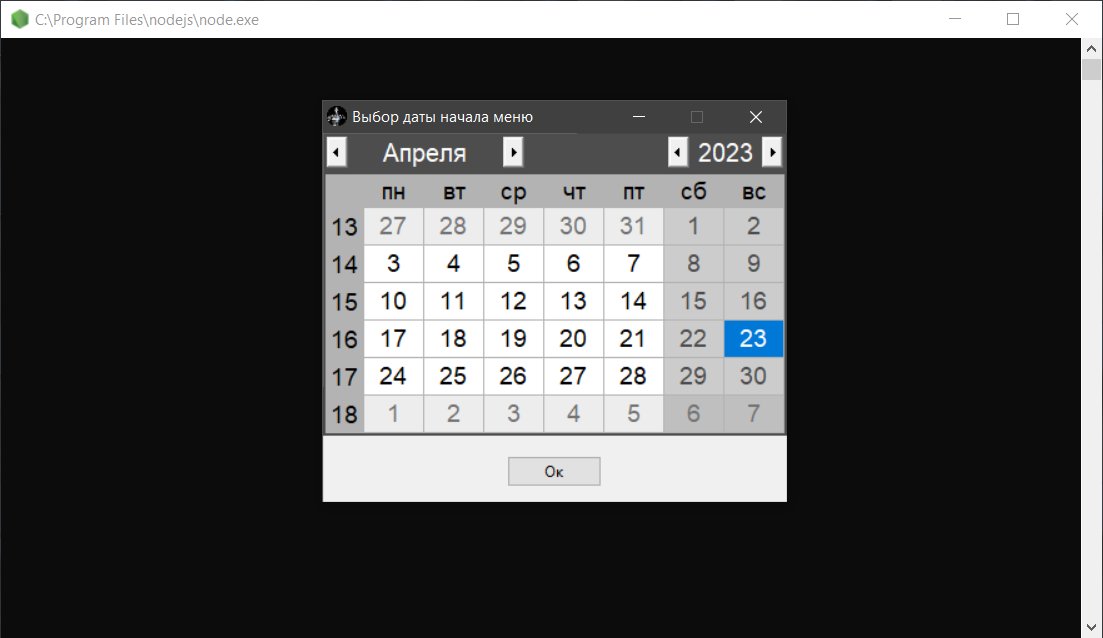 C:\Program Files\nodejs\node.exe
Выбор даты начала меню
Апреля 2023
пн вт ср чт пт сб вс
13 27 28 29 30 31 1 2
14 3 4 5 6 7 8 9
15 10 11 12 13 14 15 16
16 17 18 19 20 21 22 23
17 24 25 26 27 28 29 30
18 1 2 3 4 5 6 7
Ок